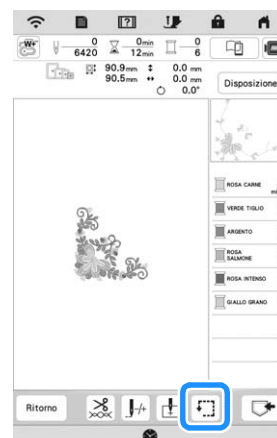 W+ 0 0min 0
6420 12min 6
90.9mm 0.0 mm
90.5mm 0.0 mm
0.0°
Disposizione
ROSA CARNE
VERDE TIGLIO
ARGENTO
ROSA
SALMONE
ROSA INTENSO
GIALLO GRANO
Ritorno